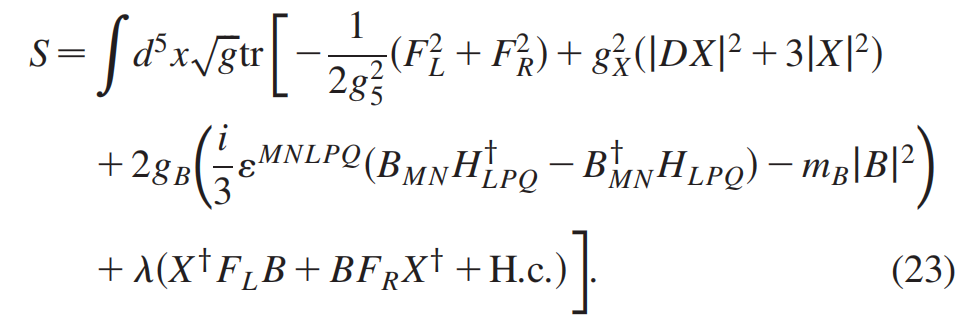 S = ∫ d⁵x√g tr[ − 1/(2g₅²) (F_L² + F_R²) + g_X² (|DX|² + 3|X|²)
+ 2g_B ( i/3 ε^{MNLPQ} (B_{MN} H†_{LPQ} − B†_{MN} H_{LPQ}) − m_B |B|² )
+ λ(X† F_L B + B F_R X† + H.c.) ]. (23)